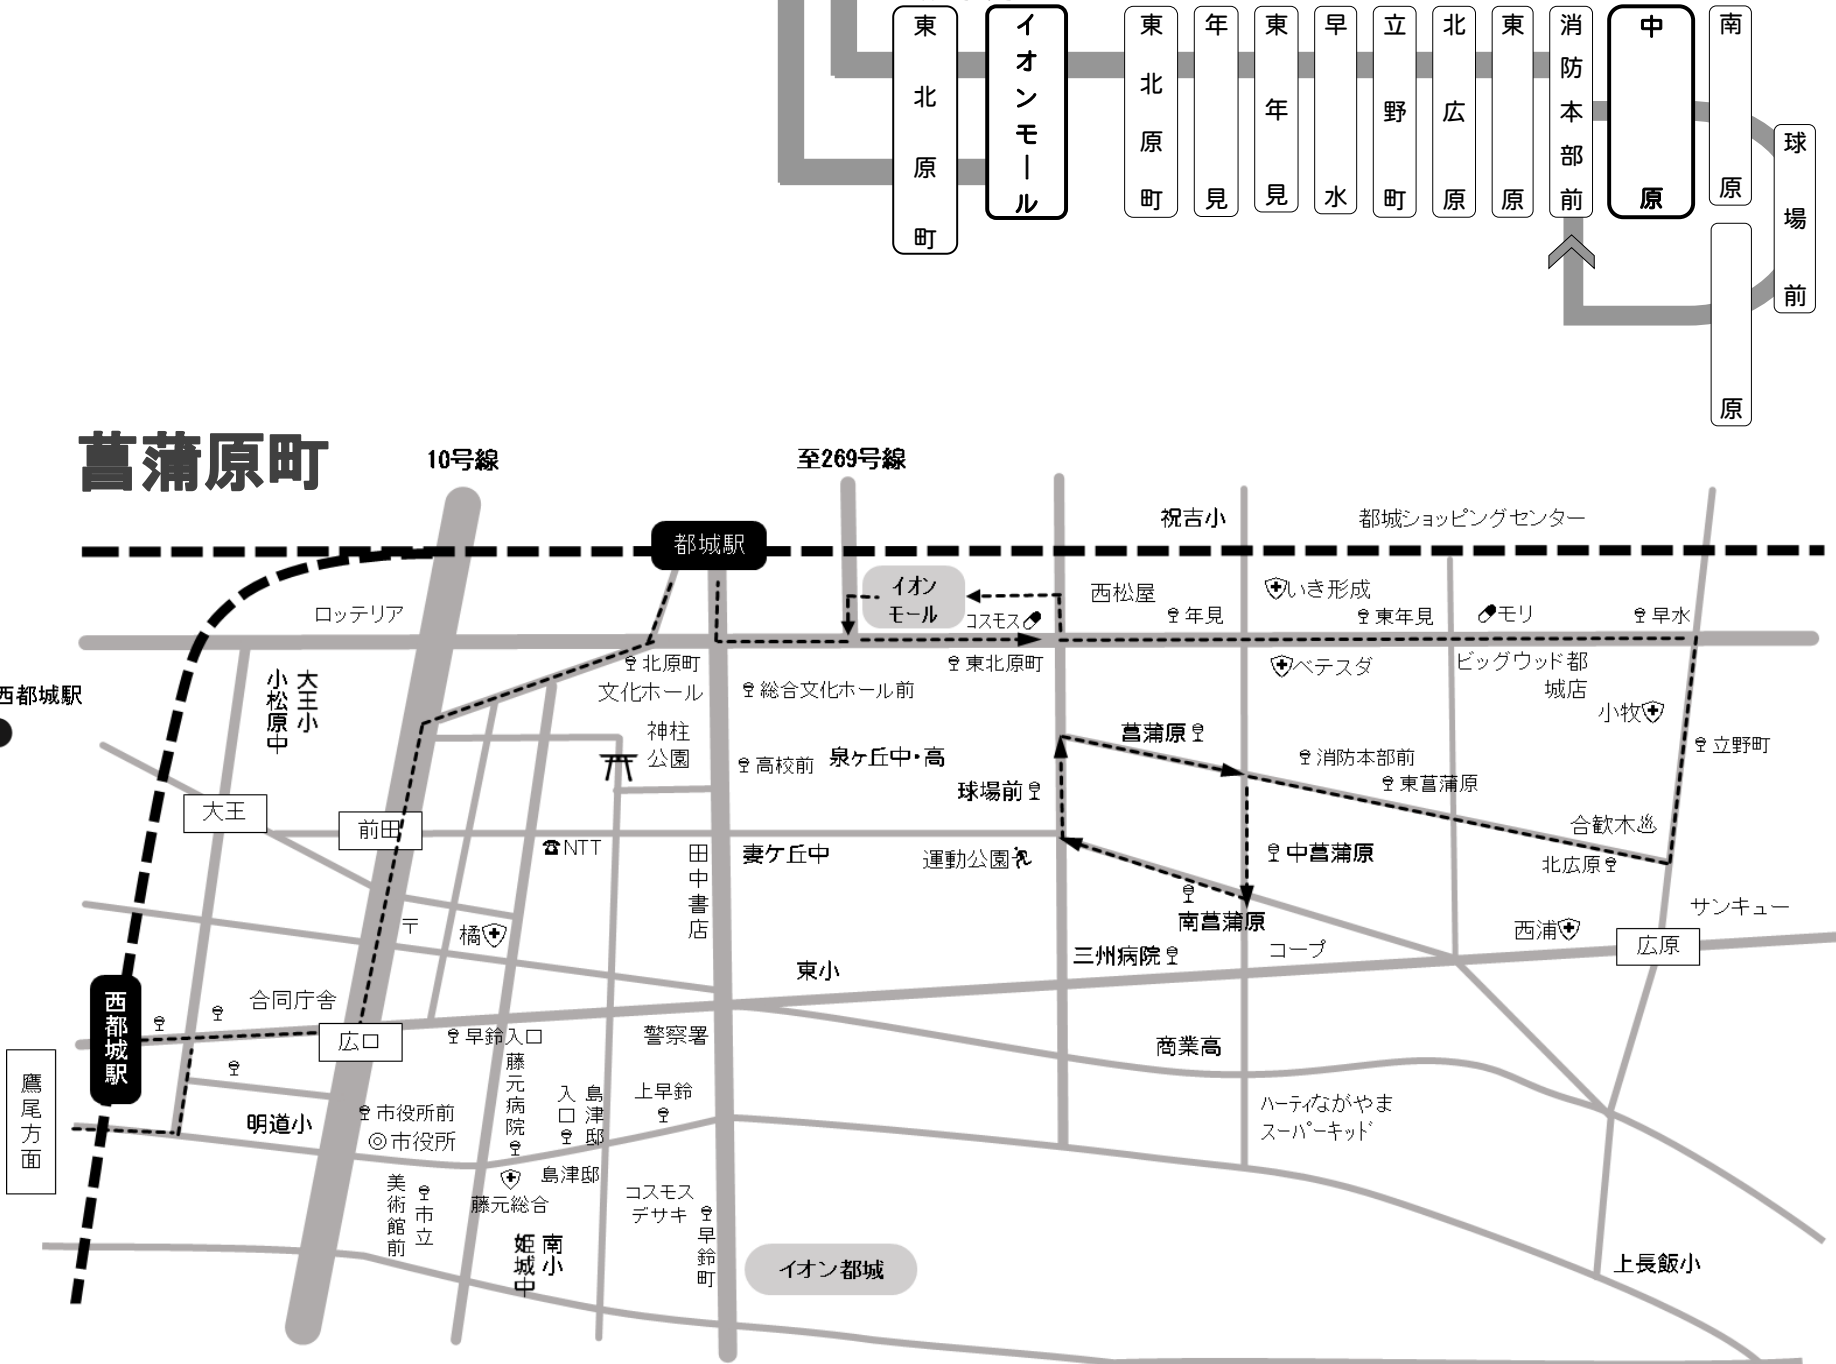 東北原町
イオンモール
東北原町
年見
東年見
早水
立野町
北広原
東原
消防本部前
中原
南原
球場前
原
菖蒲原町
10号線
至269号線
都城駅
祝吉小
都城ショッピングセンター
イオン
モール
コスモス
西松屋
いき形成
年見
東年見
モリ
早水
ロッテリア
北原町
東北原町
ベテスダ
ビッグウッド都
城店
西都城駅
大王小
小松原中
文化ホール
総合文化ホール前
小牧
神柱
公園
菖蒲原
立野町
高校前
泉ヶ丘中・高
消防本部前
東菖蒲原
球場前
大王
前田
合歓木
NTT
田中書店
妻ケ丘中
運動公園
中菖蒲原
北広原
〒
橘
南菖蒲原
サンキュー
西浦
広原
三州病院
コープ
東小
西都城駅
合同庁舎
広口
早鈴入口
警察署
商業高
鷹尾方面
藤元病院
島津邸
入口
上早鈴
ハーティながやま
スーパーキッド
明道小
市役所前
◎市役所
島津邸
美術館前
市立
藤元総合
コスモス
デサキ
早鈴町
南小
姫城中
イオン都城
上長飯小